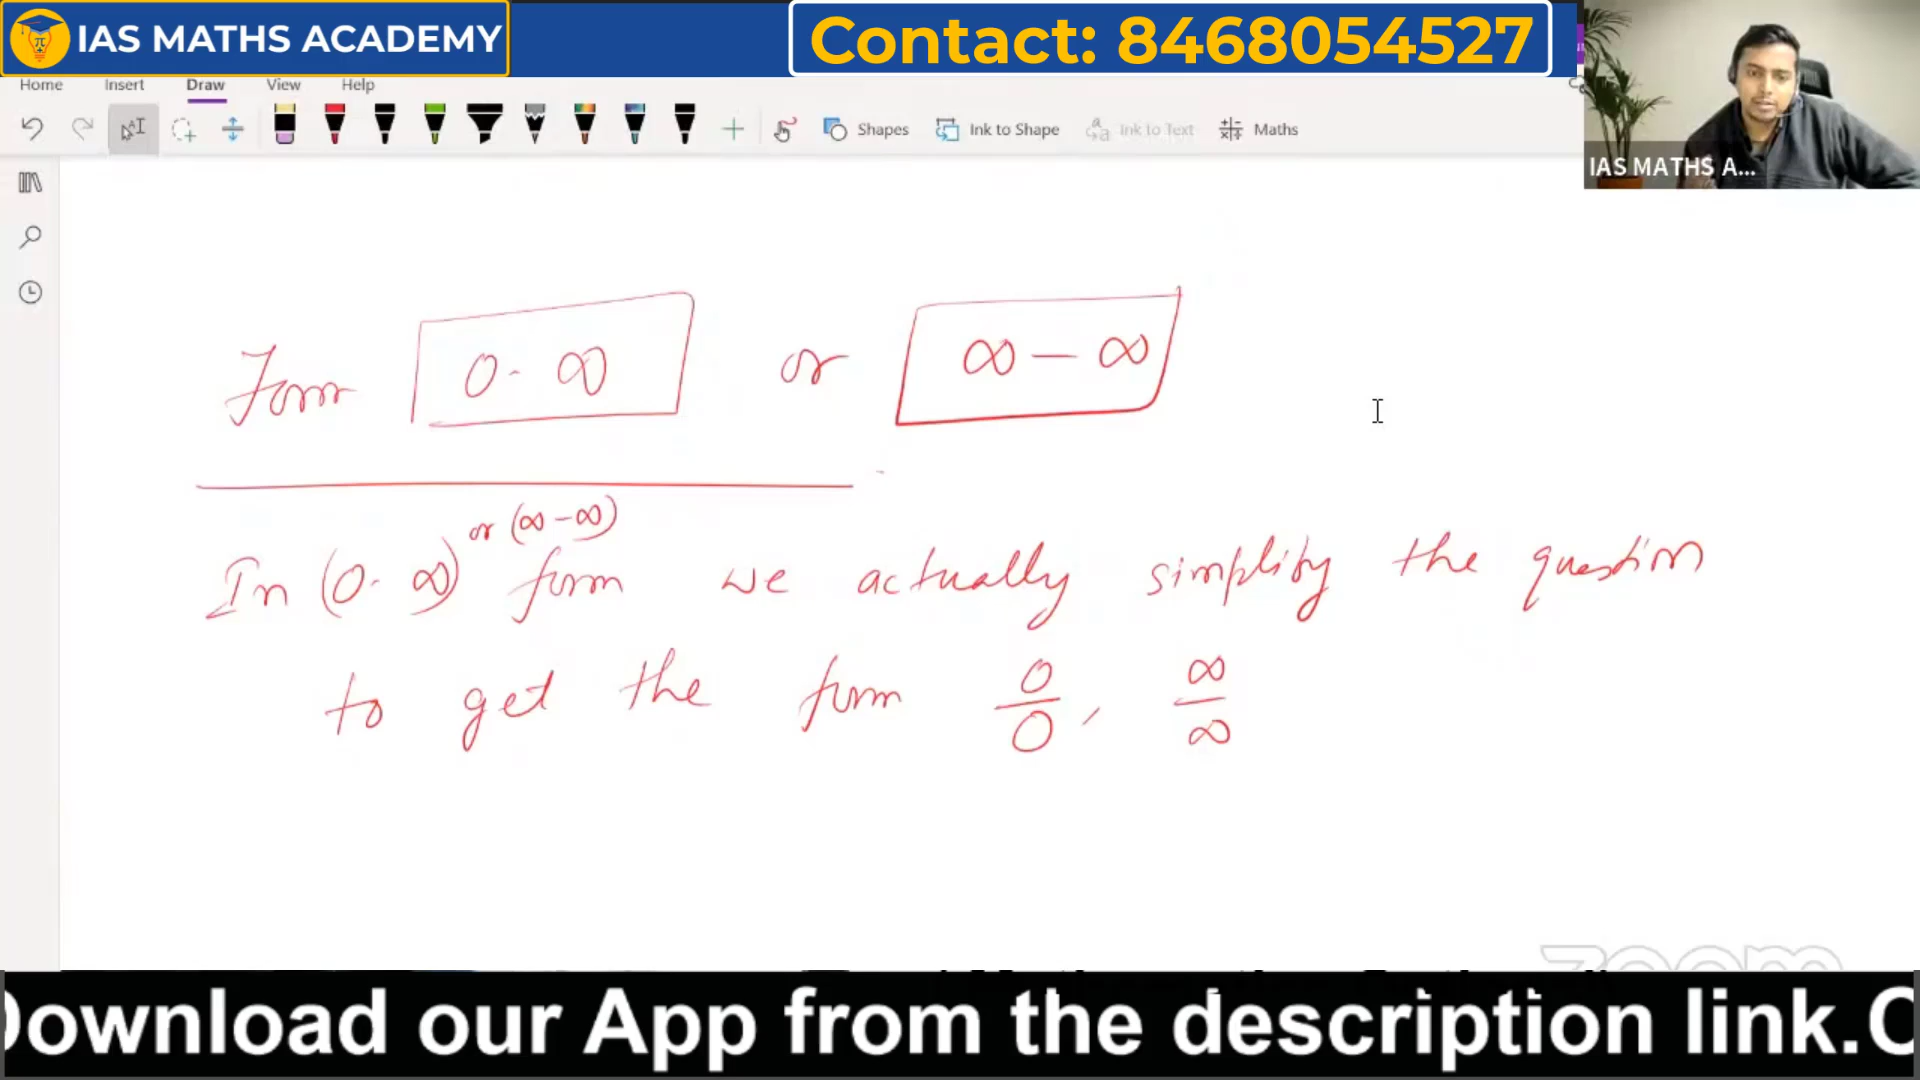 IAS MATHS ACADEMY
Contact: 8468054527
Home Insert Draw View Help
Shapes Ink to Shape Ink to Text Maths
IAS MATHS A...
Form 0 · ∞ or ∞ — ∞
or (∞ - ∞)
In (0 · ∞) form we actually simplify the question
to get the form 0/0, ∞/∞
zoom
Download our App from the description link.C